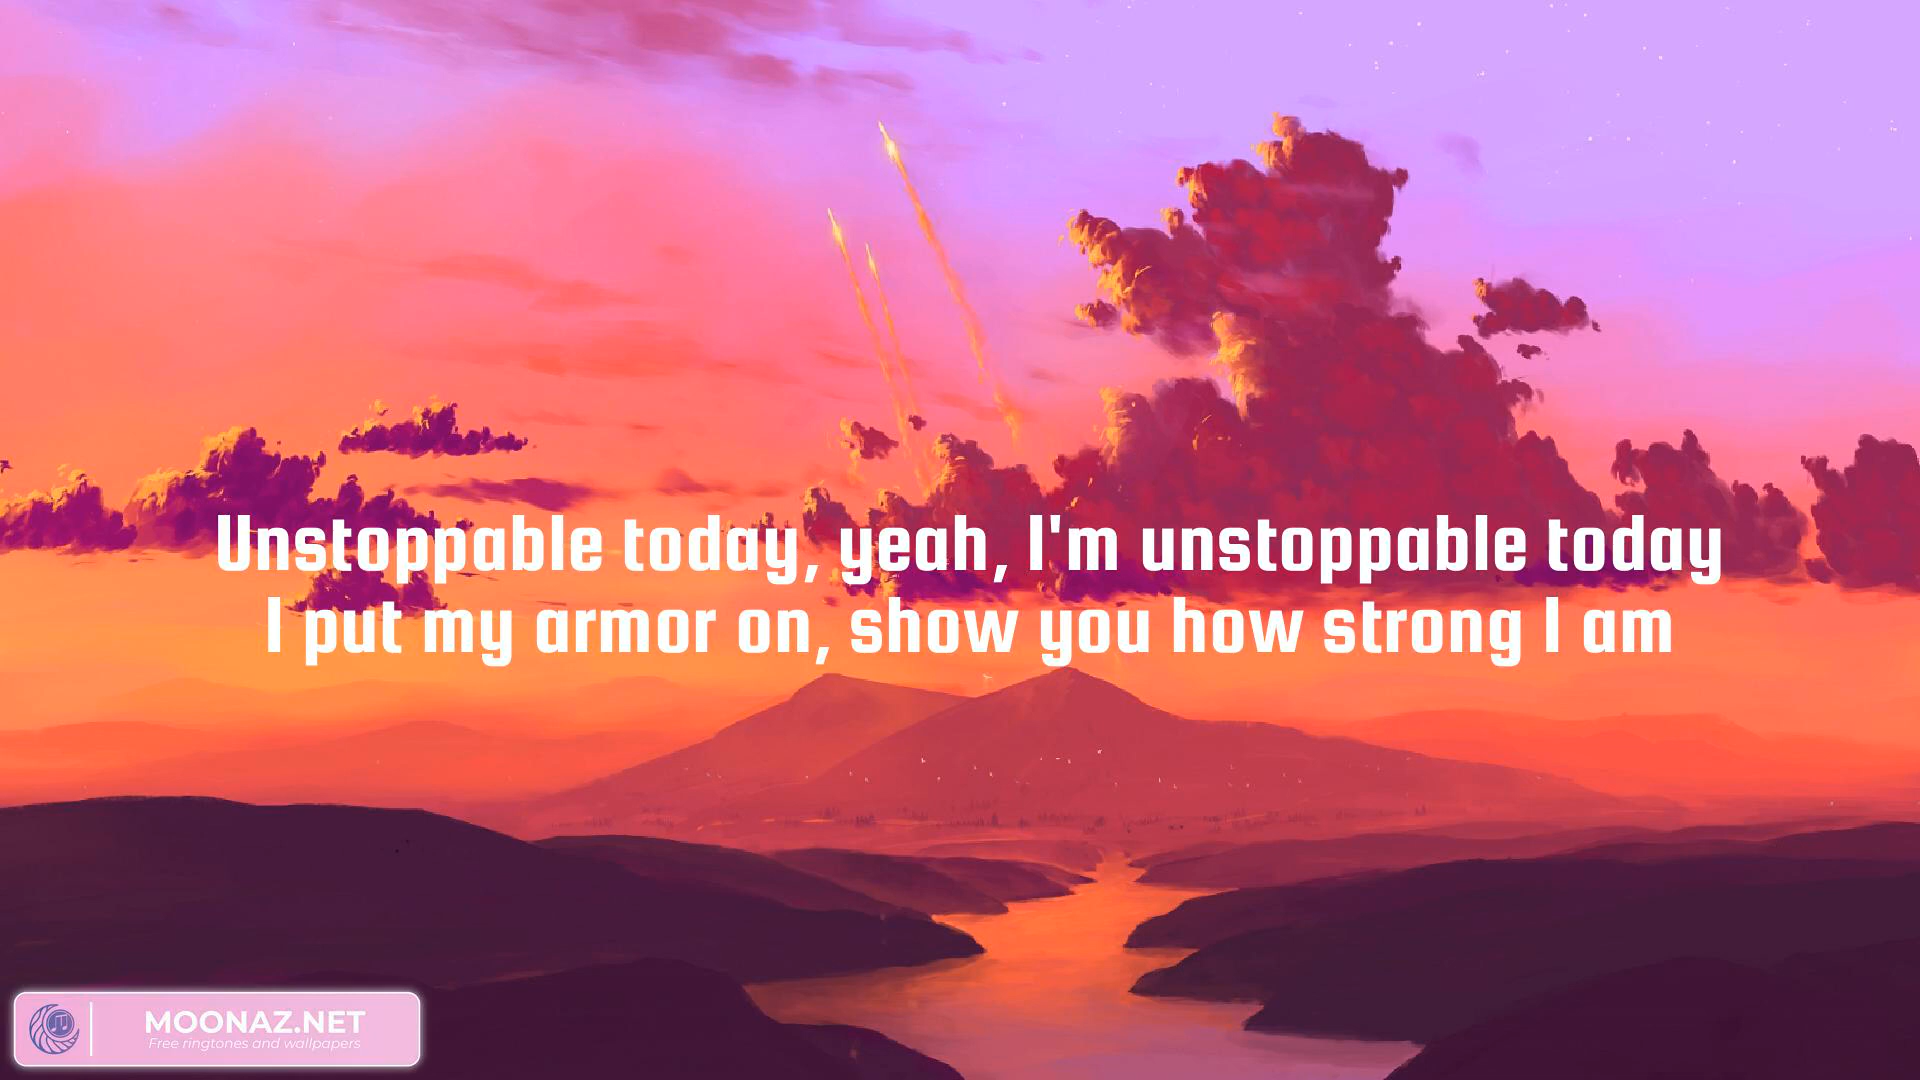 Unstoppable today, yeah, I'm unstoppable today
I put my armor on, show you how strong I am
MOONAZ.NET
Free ringtones and wallpapers